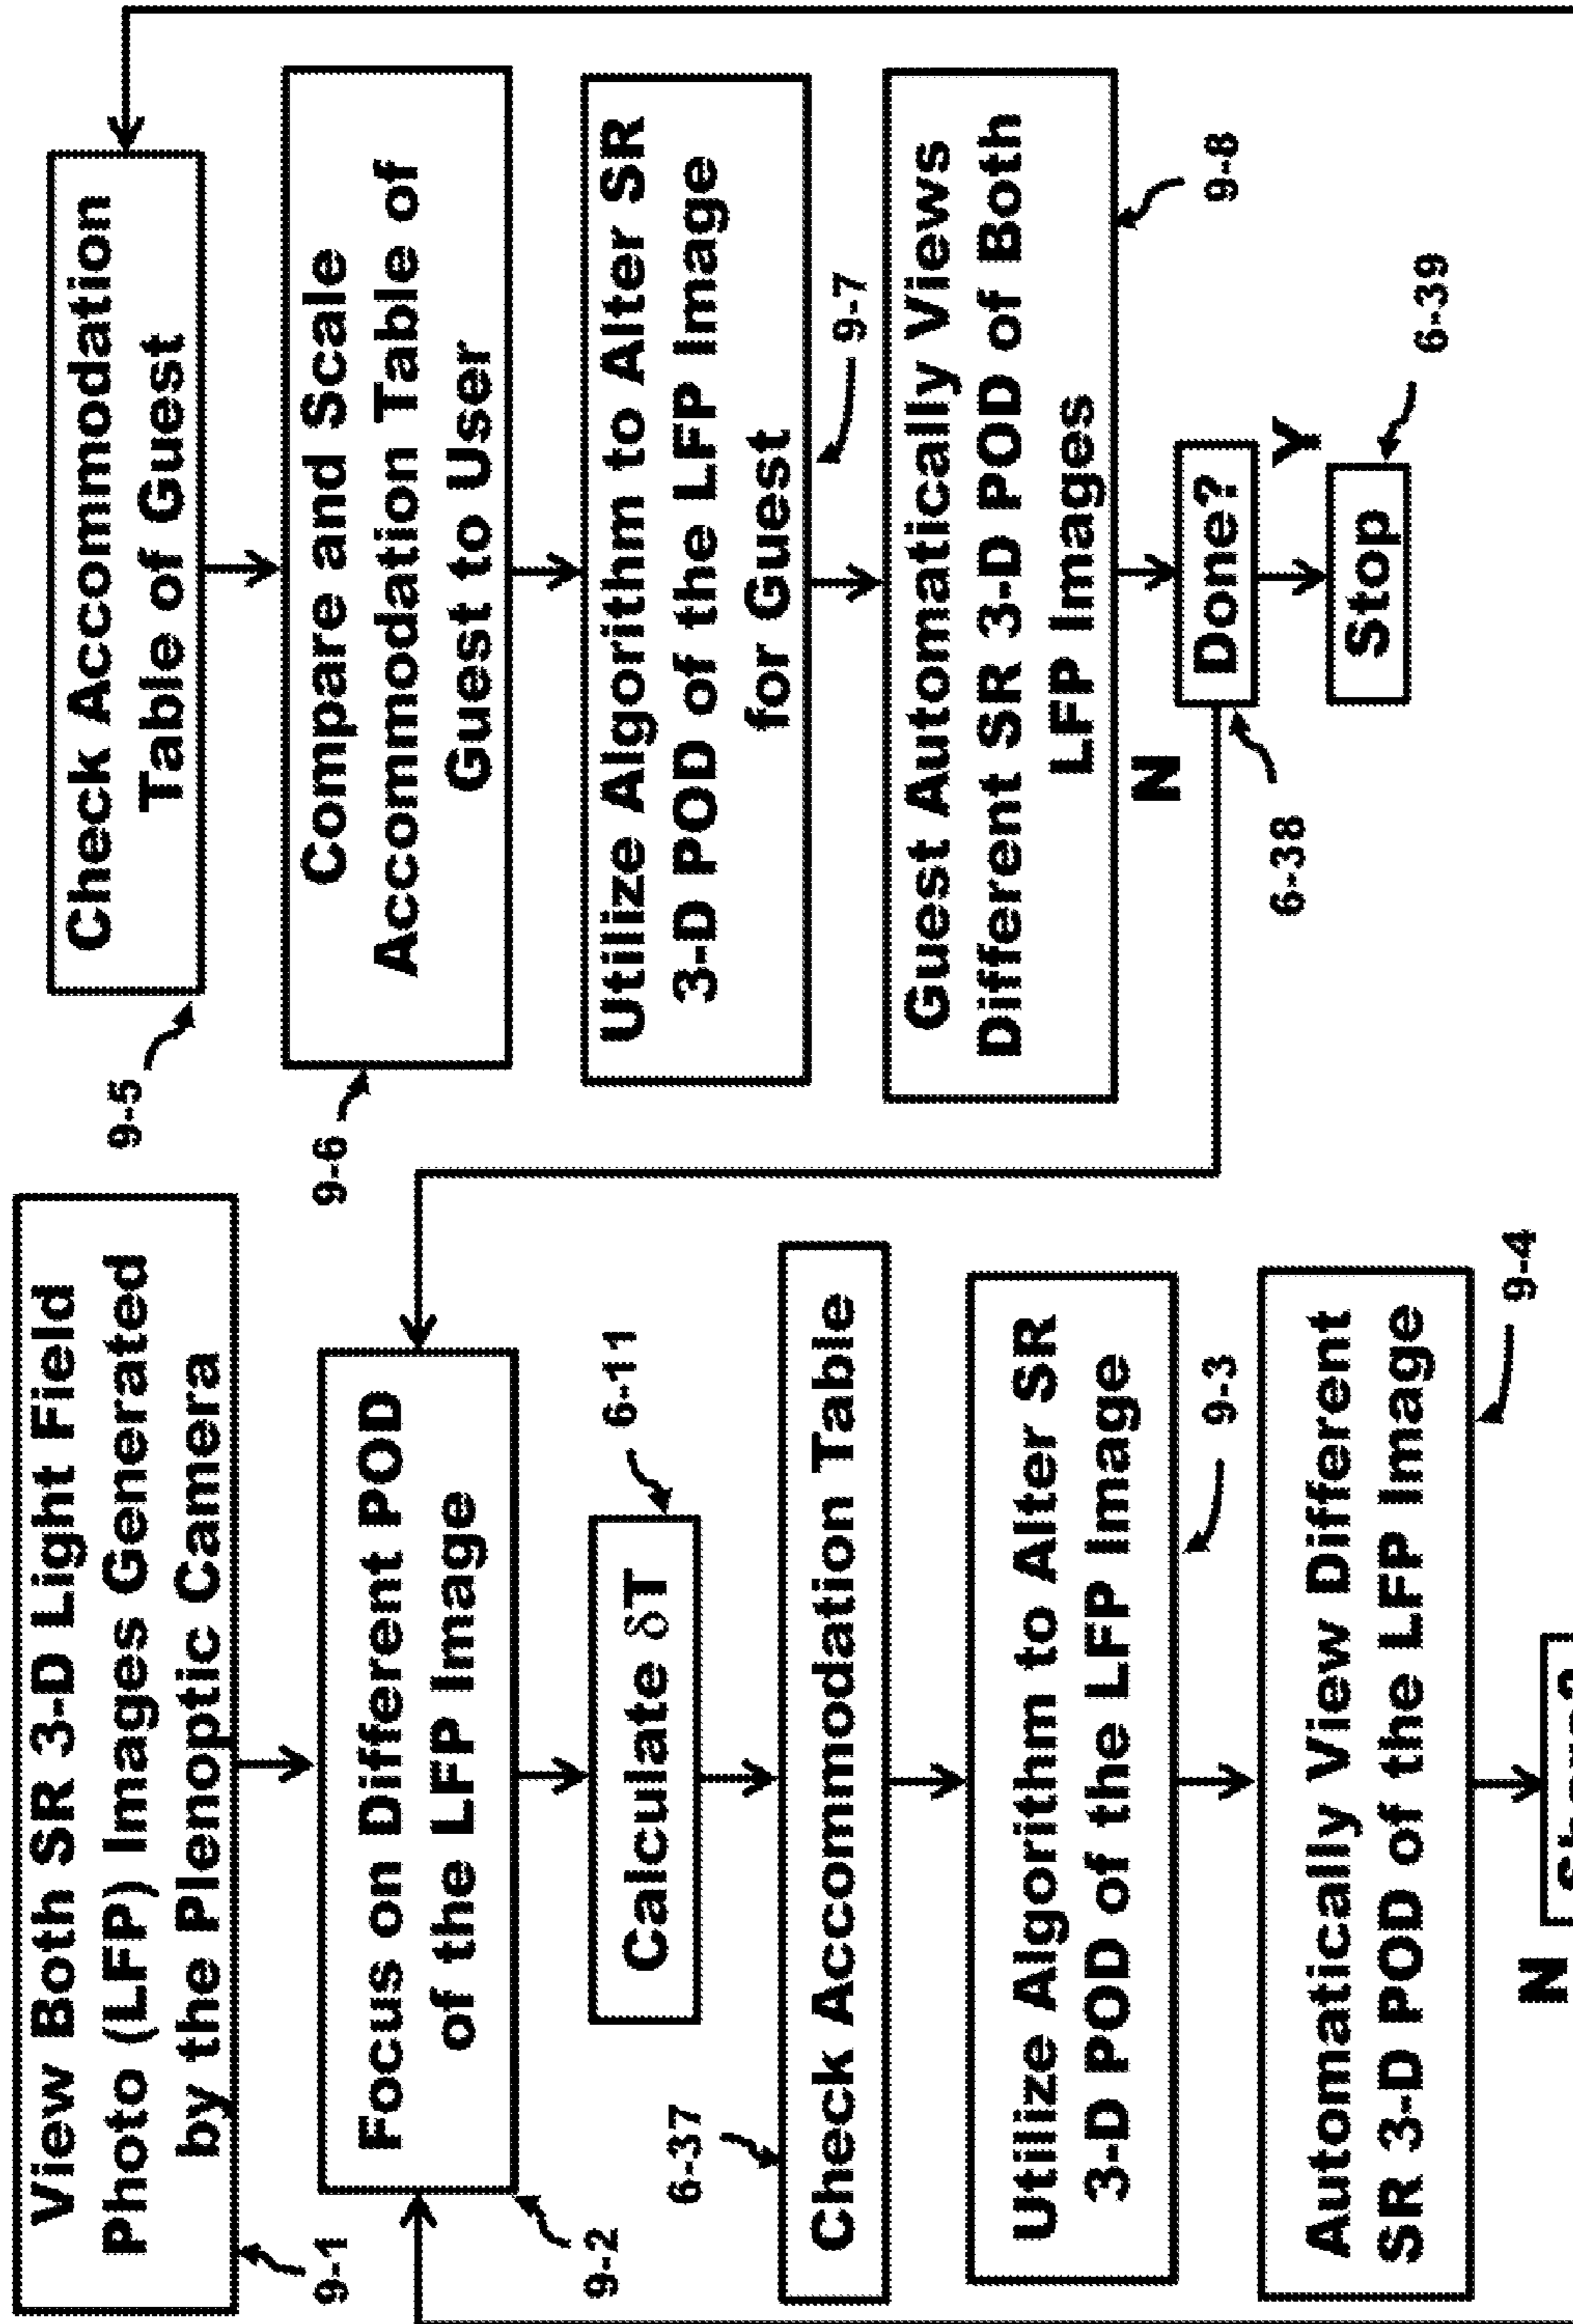 View Both SR 3-D Light Field
Photo (LFP) Images Generated
by the Plenoptic Camera
9-1
Focus on Different POD
of the LFP Image
9-2
Calculate δT
6-11
6-37
Check Accommodation Table
Utilize Algorithm to Alter SR
3-D POD of the LFP Image
9-3
Automatically View Different
SR 3-D POD of the LFP Image
9-4
N
Check Accommodation
Table of Guest
9-5
Compare and Scale
Accommodation Table of
Guest to User
9-6
Utilize Algorithm to Alter SR
3-D POD of the LFP Image
for Guest
9-7
Guest Automatically Views
Different SR 3-D POD of Both
LFP Images
9-8
N
Done?
Y
6-38
Stop
6-39